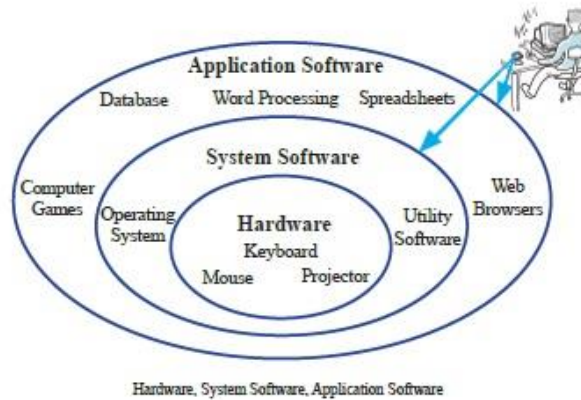 Application Software
Database Word Processing Spreadsheets
System Software
Computer
Games
Operating
System
Hardware
Keyboard
Mouse Projector
Utility
Software
Web
Browsers
Hardware, System Software, Application Software